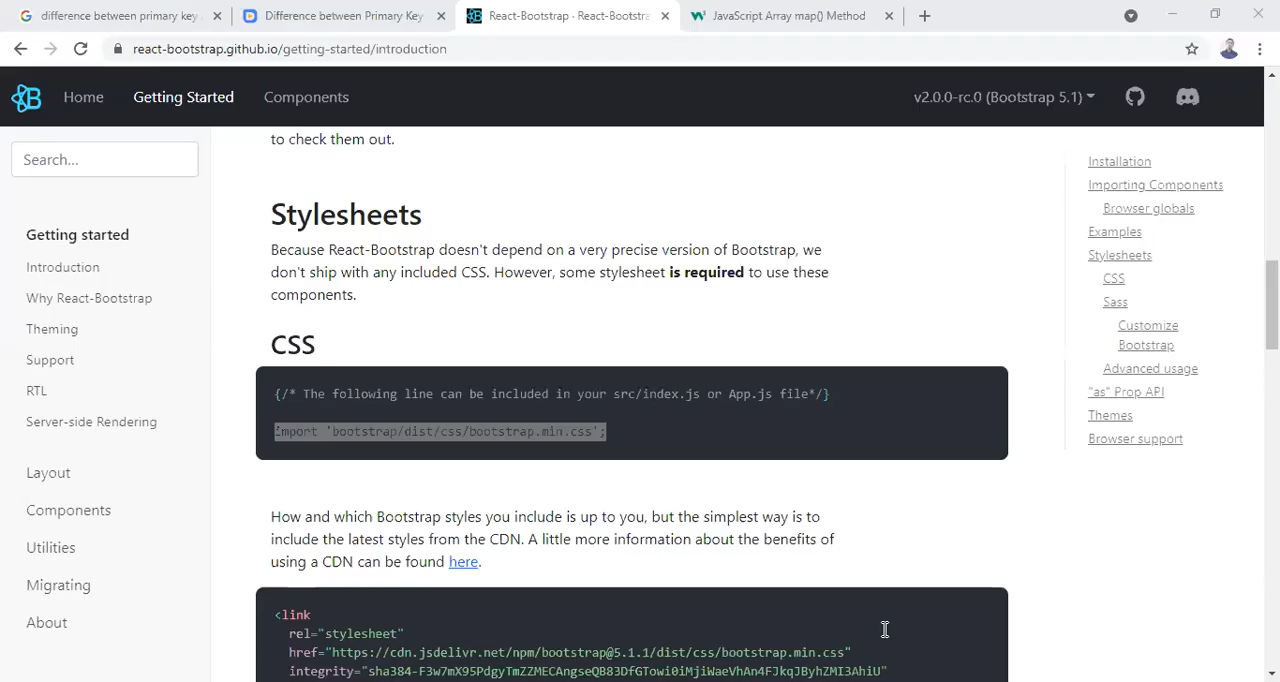 difference between primary key
Difference between Primary Key
React-Bootstrap · React-Bootstra
JavaScript Array map() Method
react-bootstrap.github.io/getting-started/introduction
Home
Getting Started
Components
v2.0.0-rc.0 (Bootstrap 5.1)
Search...
Getting started
Introduction
Why React-Bootstrap
Theming
Support
RTL
Server-side Rendering
Layout
Components
Utilities
Migrating
About
to check them out.
Stylesheets
Because React-Bootstrap doesn't depend on a very precise version of Bootstrap, we
don't ship with any included CSS. However, some stylesheet is required to use these
components.
CSS
{/* The following line can be included in your src/index.js or App.js file*/}
import 'bootstrap/dist/css/bootstrap.min.css';
How and which Bootstrap styles you include is up to you, but the simplest way is to
include the latest styles from the CDN. A little more information about the benefits of
using a CDN can be found here.
<link
rel="stylesheet"
href="https://cdn.jsdelivr.net/npm/bootstrap@5.1.1/dist/css/bootstrap.min.css"
integrity="sha384-F3w7mX95PdgyTmZZMECAngseQB83DfGTowi0iMjiWaeVhAn4FJkqJByhZMI3AhiU"
Installation
Importing Components
Browser globals
Examples
Stylesheets
CSS
Sass
Customize
Bootstrap
Advanced usage
"as" Prop API
Themes
Browser support